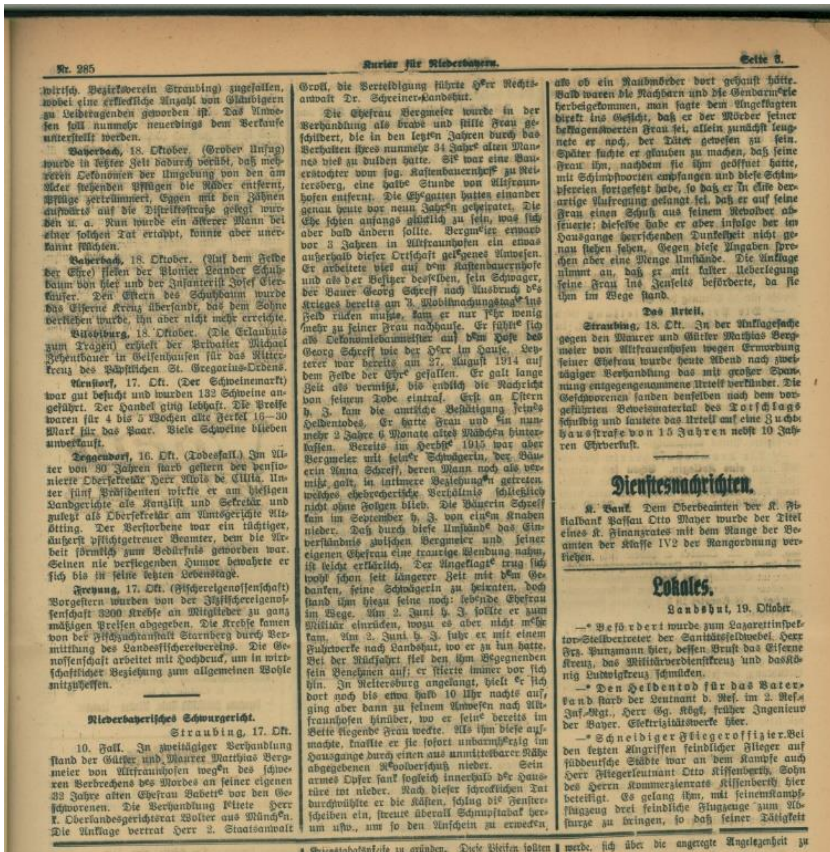 Nr. 285
Kurier für Niederbayern.
Seite 3.
wirtsch. Bezirksverein Straubing) zugefallen,
wobei eine erkleckliche Anzahl von Gläubigern
zu Leidtragenden geworden ist. Das Anwe-
sen soll nunmehr neuerdings dem Verkaufe
unterstellt werden.
Bayerbach, 18. Oktober. (Grober Unfug)
wurde in letzter Zeit dadurch verübt, daß meh-
reren Oekonomen der Umgebung von den am
Acker stehenden Pflügen die Räder entfernt,
Pflüge zertrümmert, Eggen mit den Zähnen
aufwärts auf die Distriktsstraße gelegt wur-
den u. a. Nun wurde ein älterer Mann bei
einer solchen Tat ertappt, konnte aber uner-
kannt flüchten.
Bayerbach, 18. Oktober. (Auf dem Felde
der Ehre) fielen der Pionier Leander Schuh-
baum von hier und der Infanterist Josef Eier-
kauser. Den Eltern des Schuhbaum wurde
das Eiserne Kreuz übersandt, das dem Sohne
verliehen wurde, ihn aber nicht mehr erreichte.
Vilsbiburg, 18. Oktober. (Die Erlaubnis
zum Tragen) erhielt der Privatier Michael
Zehentbauer in Geisenhausen für das Ritter-
kreuz des Päpstlichen St. Gregorius-Ordens.
Arnstorf, 17. Okt. (Der Schweinemarkt)
war gut besucht und wurden 132 Schweine an-
geführt. Der Handel ging lebhaft. Die Preise
waren für 4 bis 5 Wochen alte Ferkel 16—30
Mark für das Paar. Viele Schweine blieben
unverkauft.
Deggendorf, 16. Okt. (Todesfall.) Im Al-
ter von 80 Jahren starb gestern der pensio-
nierte Obersekretär Herr Alois de Cillia. Un-
ter fünf Präsidenten wirkte er am hiesigen
Landgerichte als Kanzlist und Sekretär und
zuletzt als Obersekretär am Amtsgericht Alt-
ötting. Der Verstorbene war ein tüchtiger,
äußerst pflichtgetreuer Beamter, dem die Ar-
beit förmlich zum Bedürfnis geworden war.
Seinen nie versiegenden Humor bewahrte er
sich bis in seine letzten Lebenstage.
Freyung, 17. Okt. (Fischereigenossenschaft)
Vorgestern wurden von der Ilzfischereigenos-
senschaft 3200 Krebse an Mitglieder zu ganz
mäßigen Preisen abgegeben. Die Krebse kamen
von der Fischzuchtanstalt Starnberg durch Ver-
mittlung des Landesfischereivereins. Die Ge-
nossenschaft arbeitet mit Hochdruck, um in wirt-
schaftlicher Beziehung zum allgemeinen Wohle
mitzuhelfen.
Niederbayerisches Schwurgericht.
Straubing, 17. Okt.
10. Fall. In zweitägiger Verhandlung
stand der Gütler und Maurer Matthias Berg-
meier von Altfraunhofen wegen des schwe-
ren Verbrechens des Mordes an seiner eigenen
32 Jahre alten Ehefrau Babette vor den Ge-
schworenen. Die Verhandlung leitete Herr
k. Oberlandesgerichtsrat Wolter aus München.
Die Anklage vertrat Herr 2. Staatsanwalt
Groll, die Verteidigung führte Herr Rechts-
anwalt Dr. Schreiner-Landshut.
Die Ehefrau Bergmeier wurde in der
Verhandlung als brave und stille Frau ge-
schildert, die in den letzten Jahren durch das
Verhalten ihres nunmehr 34 Jahre alten Man-
nes viel zu dulden hatte. Sie war eine Bau-
erstochter vom sog. Kastenbauernhof zu Rei-
tersberg, eine halbe Stunde von Altfraun-
hofen entfernt. Die Ehegatten hatten einander
genau heute vor neun Jahren geheiratet. Die
Ehe schien anfangs glücklich zu sein, was sich
aber bald ändern sollte. Bergmeier erwarb
vor 3 Jahren in Altfraunhofen ein etwas
außerhalb dieser Ortschaft gelegenes Anwesen.
Er arbeitete viel auf dem Kastenbauernhofe
und als der Besitzer desselben, sein Schwager,
der Bauer Georg Schreff nach Ausbruch des
Krieges bereits am 3. Mobilmachungstage ins
Feld rücken mußte, kam er nur sehr wenig
mehr zu seiner Frau nachhause. Er fühlte sich
als Oekonomiebaumeister auf dem Hofe des
Georg Schreff wie der Herr im Hause. Letz-
terer war bereits am 27. August 1914 auf
dem Felde der Ehre gefallen. Er galt lange
Zeit als vermißt, bis endlich die Nachricht
von seinem Tode eintraf. Erst an Ostern
h. J. kam die amtliche Bestätigung seines
Heldentodes. Er hatte Frau und ein nun-
mehr 2 Jahre 6 Monate altes Mädchen hinter-
lassen. Bereits im Herbste 1915 war aber
Bergmeier mit seiner Schwägerin, der Bäu-
erin Anna Schreff, deren Mann noch als ver-
mißt galt, in intimere Beziehungen getreten
welches ehebrecherische Verhältnis schließlich
nicht ohne Folgen blieb. Die Bäuerin Schreff
kam im September h. J. von einem Knaben
nieder. Daß durch diese Umstände das Ein-
verständnis zwischen Bergmeier und seiner
eigenen Ehefrau eine traurige Wendung nahm,
ist leicht erklärlich. Der Angeklagte trug sich
wohl schon seit längerer Zeit mit dem Ge-
danken, seine Schwägerin zu heiraten, doch
stand ihm hiezu seine noch lebende Ehefrau
im Wege. Am 2. Juni h. J. sollte er zum
Militär einrücken, wozu es aber nicht mehr
kam. Am 2. Juni h. J. fuhr er mit einem
Fuhrwerke nach Landshut, wo er zu tun hatte.
Bei der Rückfahrt fiel den ihm Begegnenden
sein Benehmen auf; er stierte immer vor sich
hin. In Reitersburg angelangt, hielt er sich
dort noch bis etwa halb 10 Uhr nachts auf,
ging aber dann zu seinem Anwesen nach Alt-
fraunhofen hinüber, wo er seine bereits im
Bette liegende Frau weckte. Als ihm diese auf-
machte, knallte er sie sofort unbarmherzig im
Hausgange durch einen aus unmittelbarer Nähe
abgegebenen Revolverschuß nieder. Sein
armes Opfer sank sogleich innerhalb der Haus-
türe tot nieder. Nach dieser schrecklichen Tat
durchwühlte er die Kästen, schlug die Fenster-
scheiben ein, streute überall Schnupftabak her-
um usw., um so den Anschein zu erwecken,
als ob ein Raubmörder dort gehaust hätte.
Bald waren die Nachbarn und die Gendarmerie
herbeigekommen, man sagte dem Angeklagten
direkt ins Gesicht, daß er der Mörder seiner
beklagenswerten Frau sei, allein zunächst leug-
nete er noch, der Täter gewesen zu sein.
Später suchte er glauben zu machen, daß seine
Frau ihn, nachdem sie ihm geöffnet hatte,
mit Schimpfworten empfangen und diese Schim-
pfereien fortgesetzt habe, so daß er in eine der-
artige Aufregung gelangt sei, daß er auf seine
Frau einen Schuß aus seinem Revolver ab-
feuerte; dieselbe habe er aber infolge der im
Hausgange herrschenden Dunkelheit nicht ge-
nau stehen sehen. Gegen diese Angaben spre-
chen aber eine Menge Umstände. Die Anklage
nimmt an, daß er mit kalter Ueberlegung
seine Frau ins Jenseits beförderte, da sie
ihm im Wege stand.
Das Urteil.
Straubing, 18. Okt. In der Anklagesache
gegen den Maurer und Gütler Mathias Berg-
meier von Altfraunhofen wegen Ermordung
seiner Ehefrau wurde heute Abend nach zwei-
tägiger Verhandlung das mit großer Span-
nung entgegengenommene Urteil verkündet. Die
Geschworenen fanden denselben nach dem vor-
geführten Beweismaterial des Totschlags
schuldig und lautete das Urteil auf eine Zucht-
hausstrafe von 15 Jahren nebst 10 Jah-
ren Ehrverlust.
Dienstesnachrichten.
K. Bank. Dem Oberbeamten der K. Fi-
lialbank Passau Otto Mayer wurde der Titel
eines K. Finanzrates mit dem Range der Be-
amten der Klasse IV2 der Rangordnung ver-
liehen.
Lokales.
Landshut, 19. Oktober.
—* Befördert wurde zum Lazarettinspek-
tor-Stellvertreter der Sanitätsfeldwebel, Herr
Frz. Punzmann hier, dessen Brust das Eiserne
Kreuz, das Militärverdienstkreuz und das Kö-
nig Ludwigkreuz schmücken.
—* Den Heldentod für das Vater-
land starb der Leutnant d. Res. im 2. Res.-
Inf.-Rgt., Herr Gg. Kögl, früher Ingenieur
der Bayer. Elektrizitätswerke hier.
—* Schneidiger Fliegeroffizier. Bei
den letzten Angriffen feindlicher Flieger auf
süddeutsche Städte war an dem Kampfe auch
Herr Fliegerleutnant Otto Kissenberth, Sohn
des Herrn Kommerzienrats Kissenberth hier
beteiligt. Es gelang ihm, mit seinem Kampf-
flugzeug drei feindliche Flugzeuge zum Ab-
sturze zu bringen, so daß seiner Tätigkeit
zu gründen. Diese Pfeifen sollten
werde, sich über die angeregte Angelegenheit zu